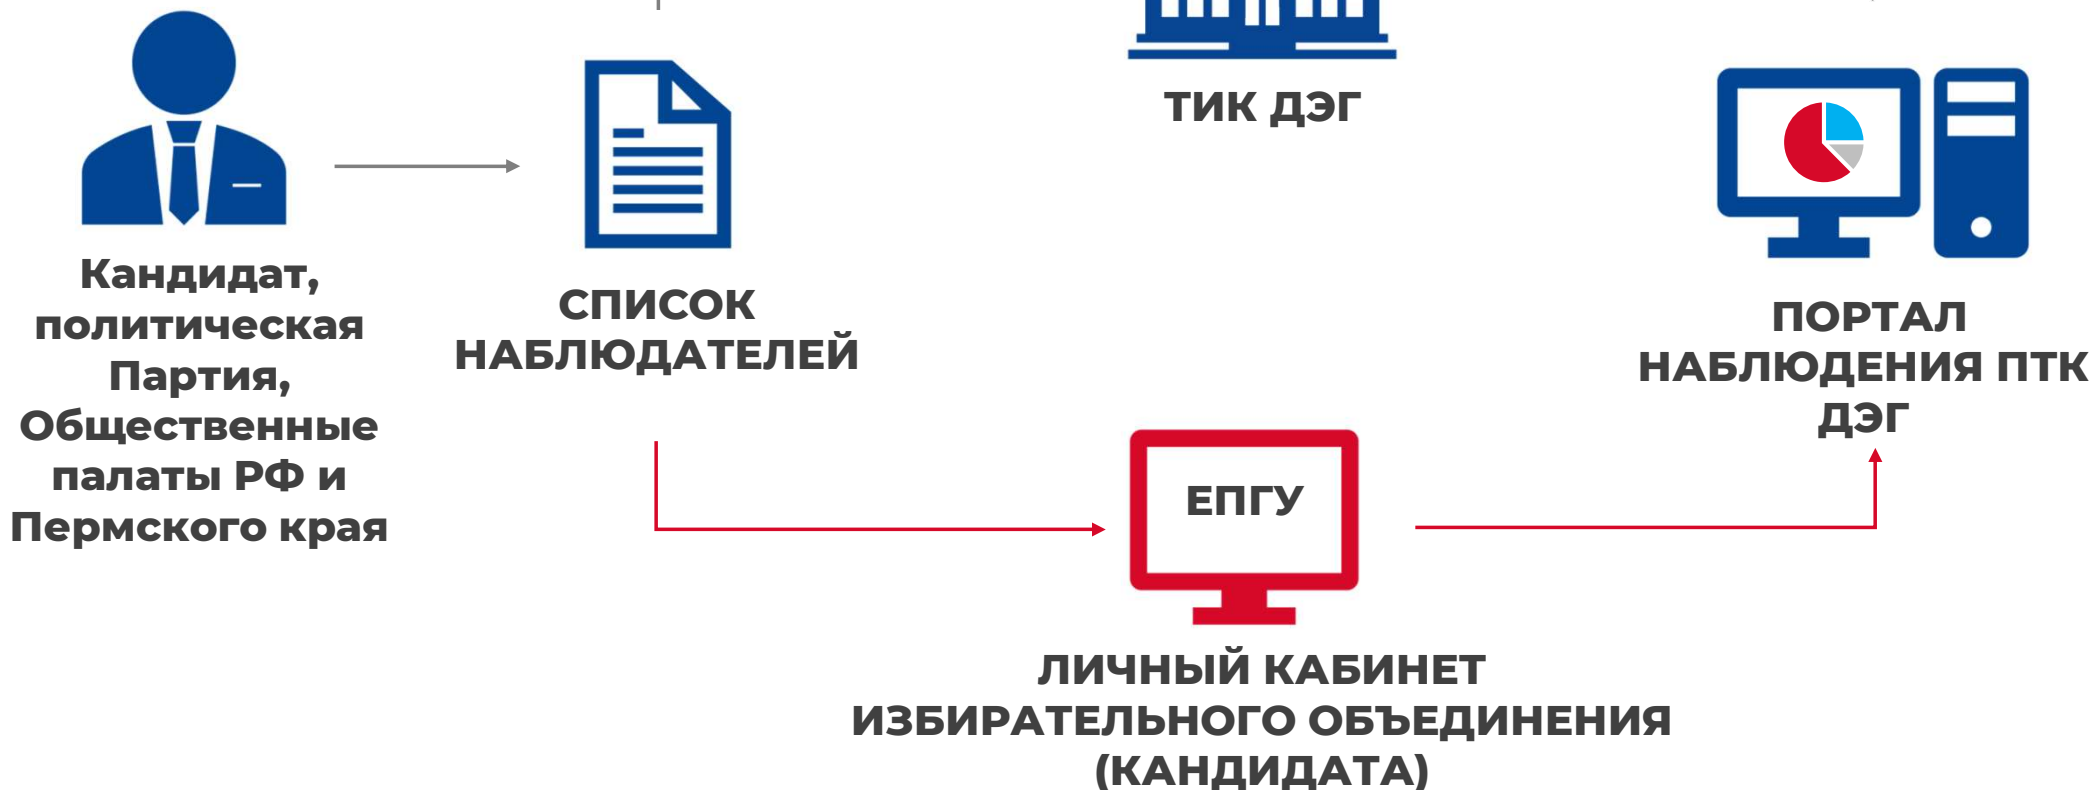 ТИК ДЭГ
Кандидат,
политическая
Партия,
Общественные
палаты РФ и
Пермского края
СПИСОК
НАБЛЮДАТЕЛЕЙ
ПОРТАЛ
НАБЛЮДЕНИЯ ПТК
ДЭГ
ЕПГУ
ЛИЧНЫЙ КАБИНЕТ
ИЗБИРАТЕЛЬНОГО ОБЪЕДИНЕНИЯ
(КАНДИДАТА)